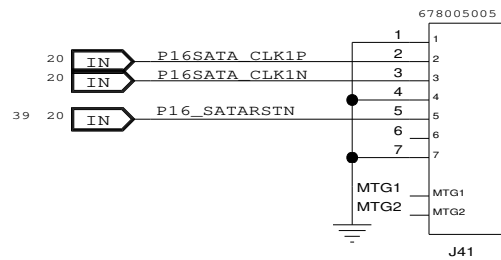 678005005
1 1
20 IN P16SATA_CLK1P 2 2
20 IN P16SATA_CLK1N 3 3
4 4
39 20 IN P16_SATARSTN 5 5
6 6
7 7
MTG1 MTG1
MTG2 MTG2
J41